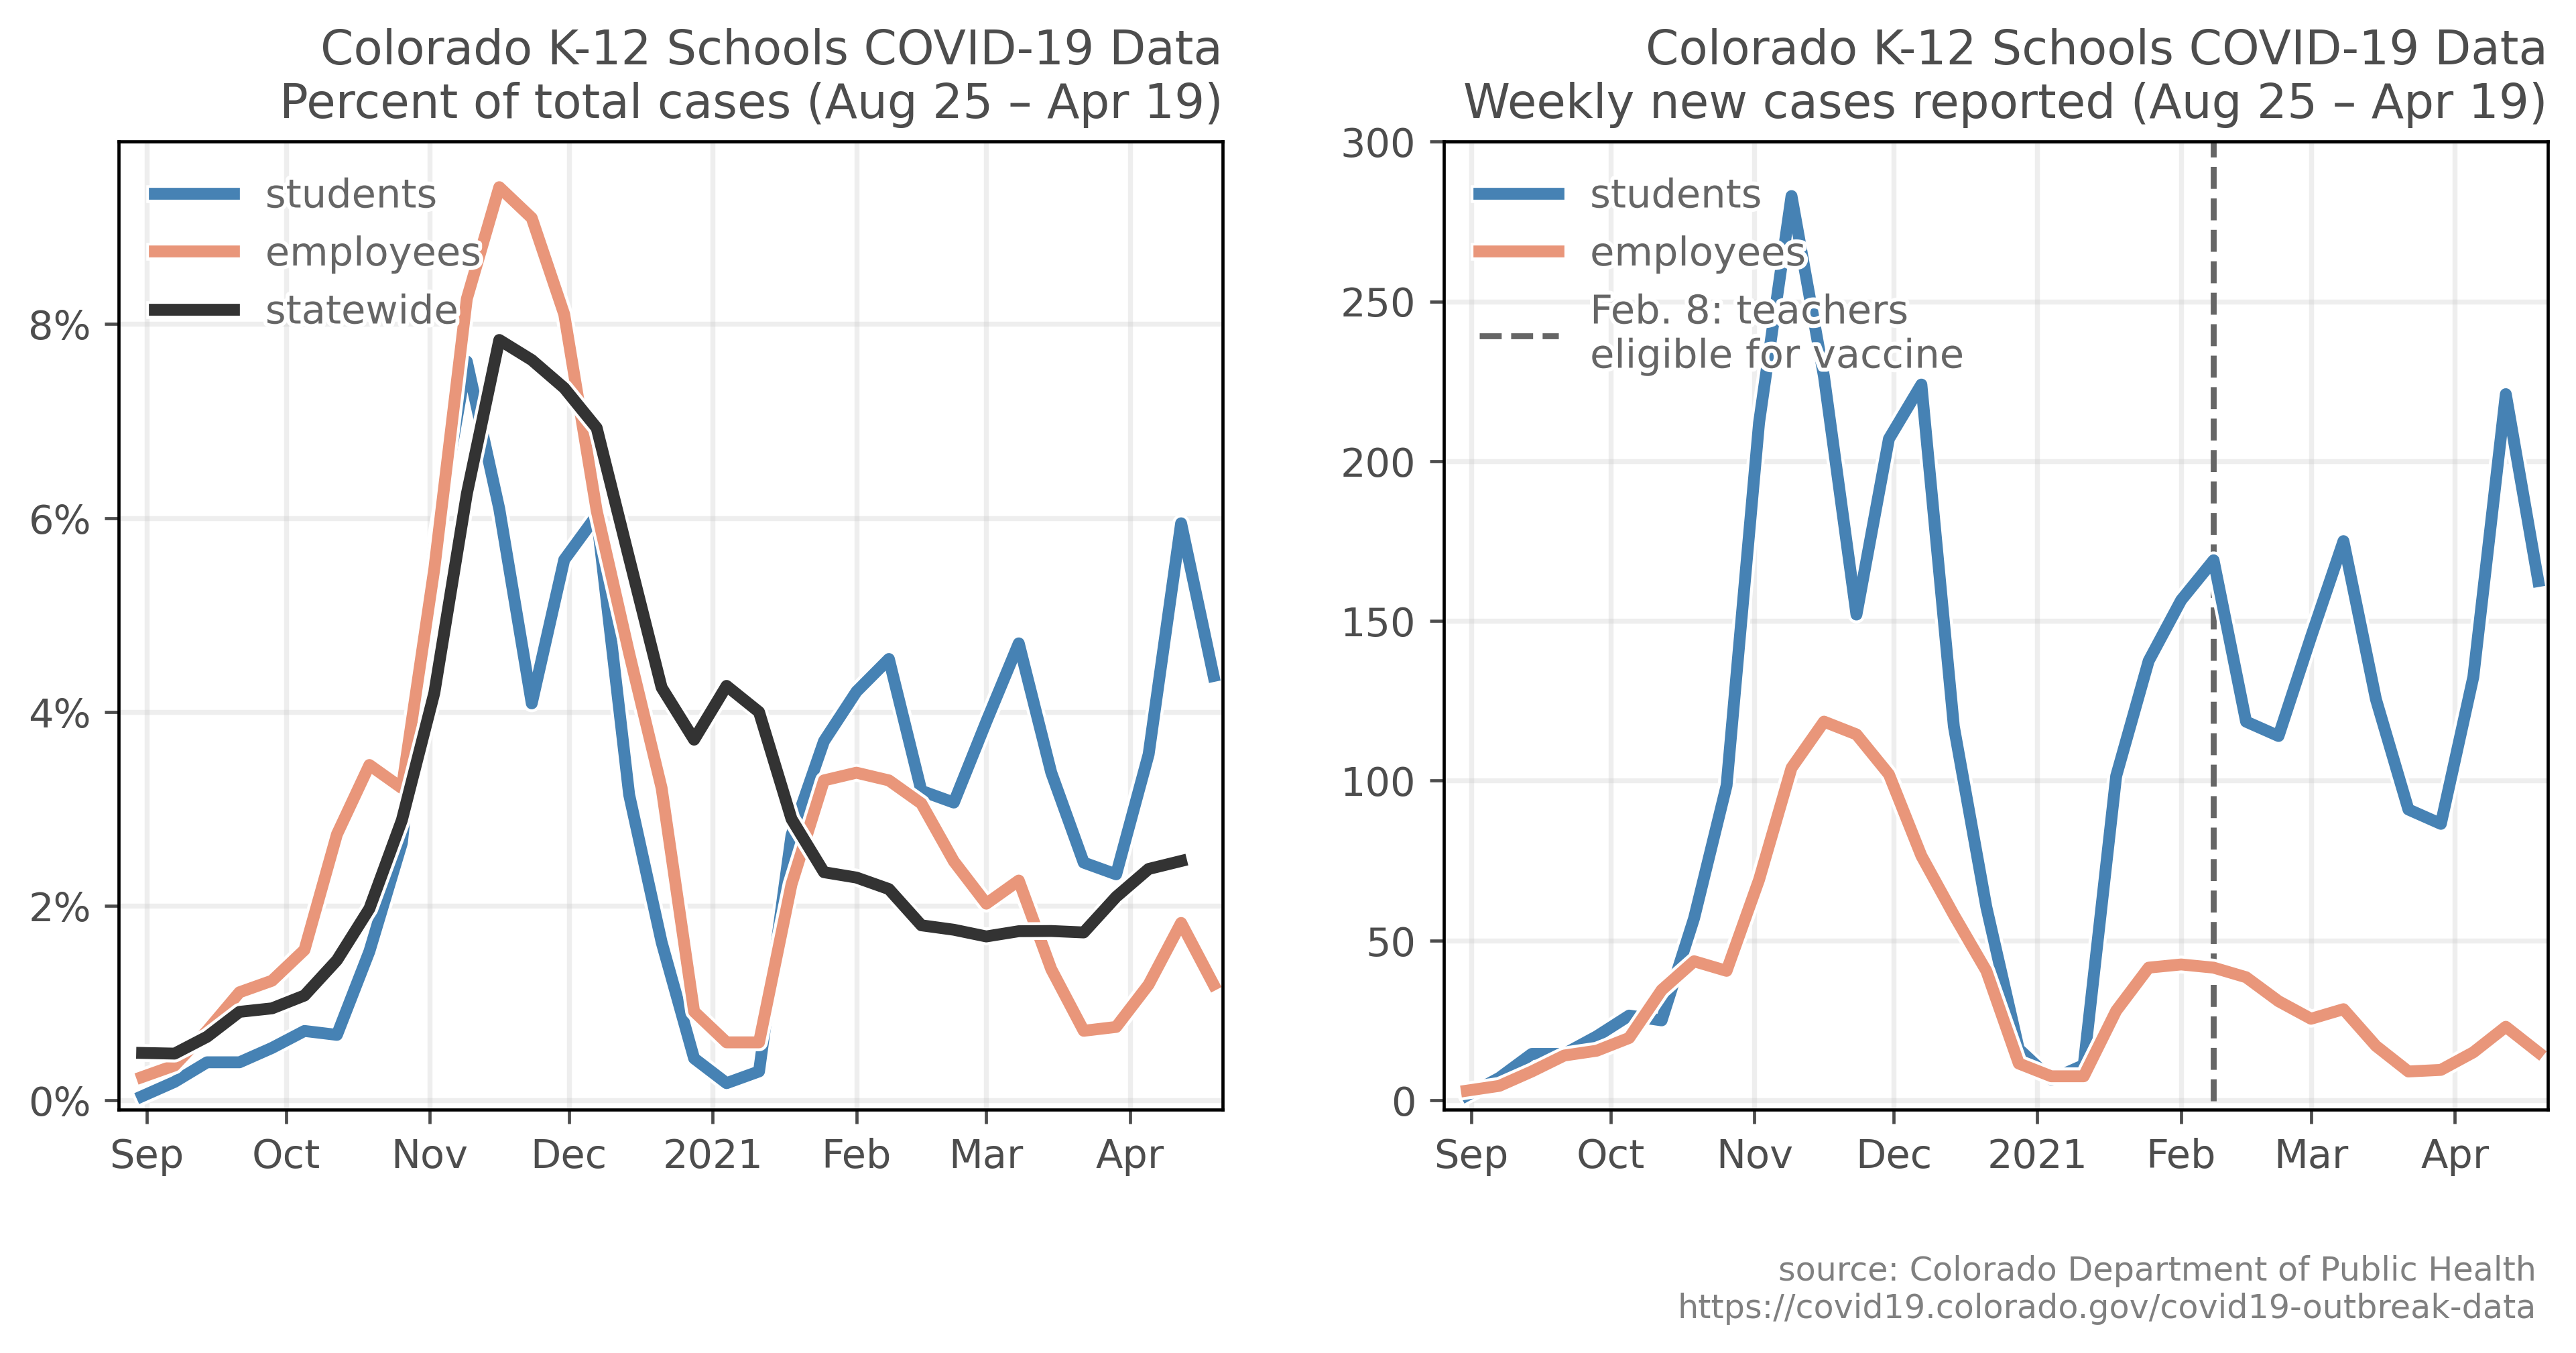 Colorado K-12 Schools COVID-19 Data
Percent of total cases (Aug 25 – Apr 19)
students
employees
statewide
8%
6%
4%
2%
0%
Sep Oct Nov Dec 2021 Feb Mar Apr
Colorado K-12 Schools COVID-19 Data
Weekly new cases reported (Aug 25 – Apr 19)
300
students
employees
Feb. 8: teachers
eligible for vaccine
250
200
150
100
50
0
Sep Oct Nov Dec 2021 Feb Mar Apr
source: Colorado Department of Public Health
https://covid19.colorado.gov/covid19-outbreak-data